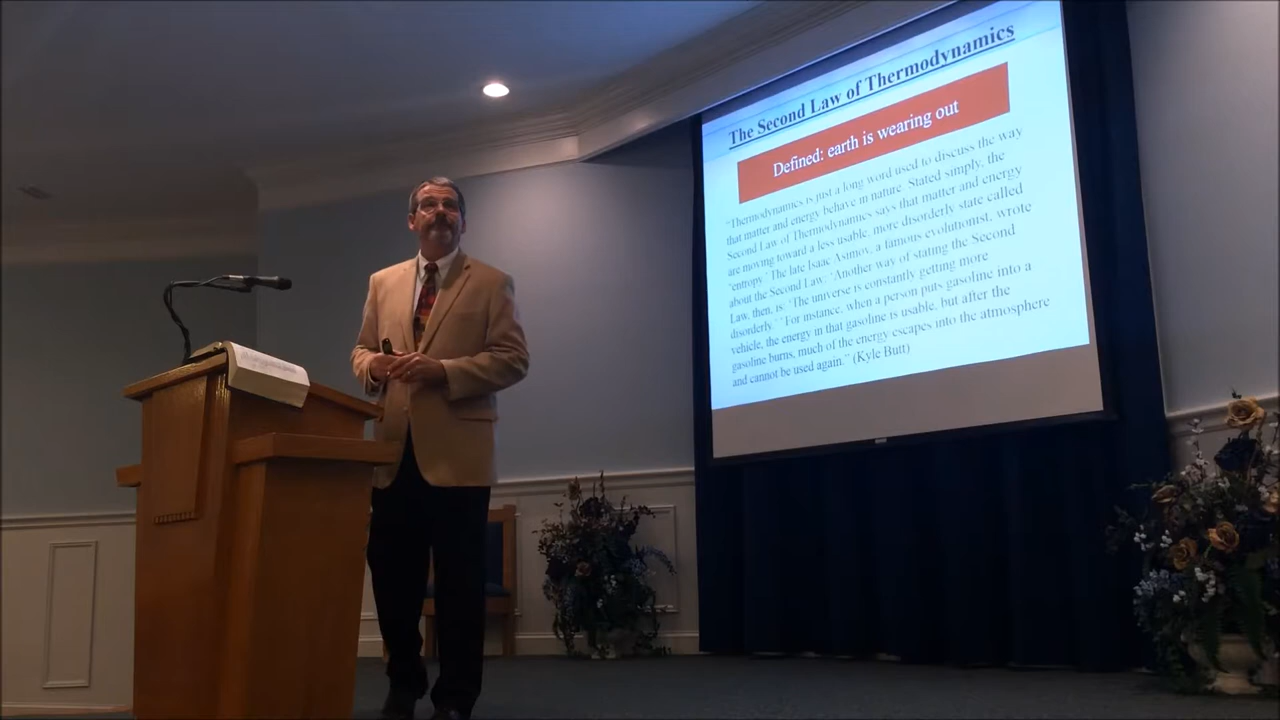 The Second Law of Thermodynamics
Defined: earth is wearing out
“Thermodynamics is just a long word used to discuss the way
that matter and energy behave in nature. Stated simply, the
Second Law of Thermodynamics says that matter and energy
are moving toward a less usable, more disorderly state called
‘entropy.’ The late Isaac Asimov, a famous evolutionist, wrote
about the Second Law: ‘Another way of stating the Second
Law, then, is: ‘The universe is constantly getting more
disorderly.’ ’ For instance, when a person puts gasoline into a
vehicle, the energy in that gasoline is usable, but after the
gasoline burns, much of the energy escapes into the atmosphere
and cannot be used again.” (Kyle Butt)